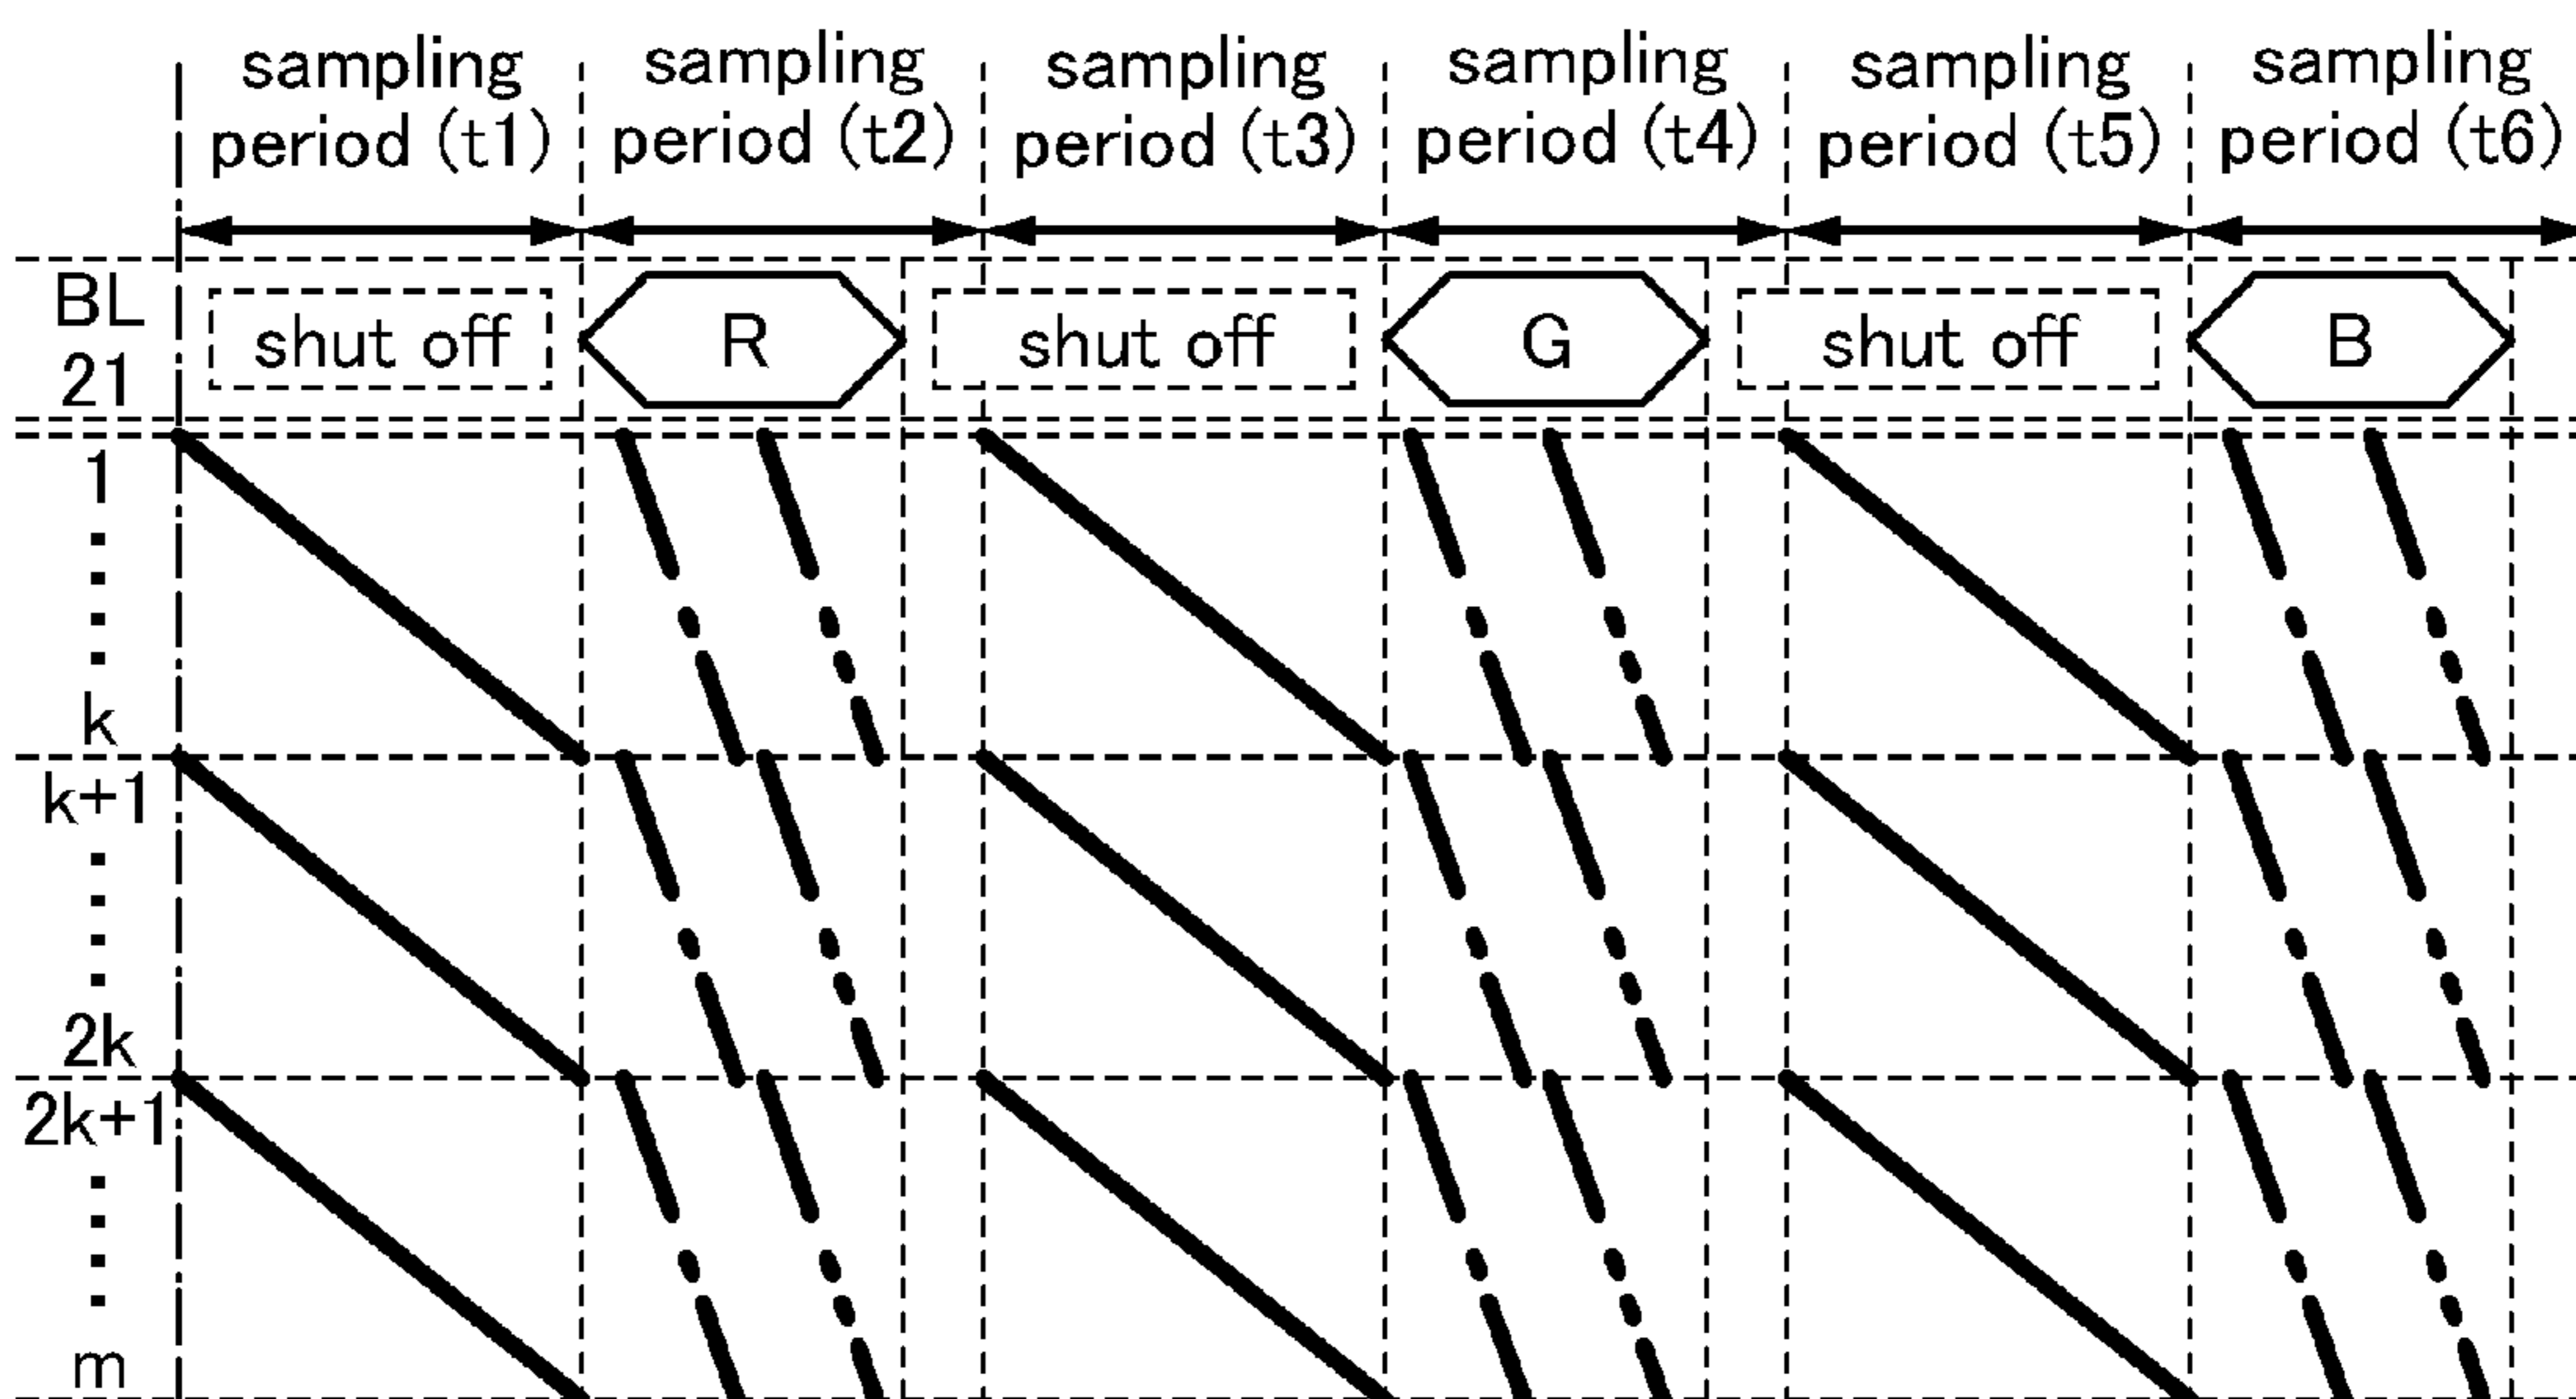 sampling period (t1)
sampling period (t2)
sampling period (t3)
sampling period (t4)
sampling period (t5)
sampling period (t6)
BL 21
shut off
R
shut off
G
shut off
B
1
k
k+1
2k
2k+1
m